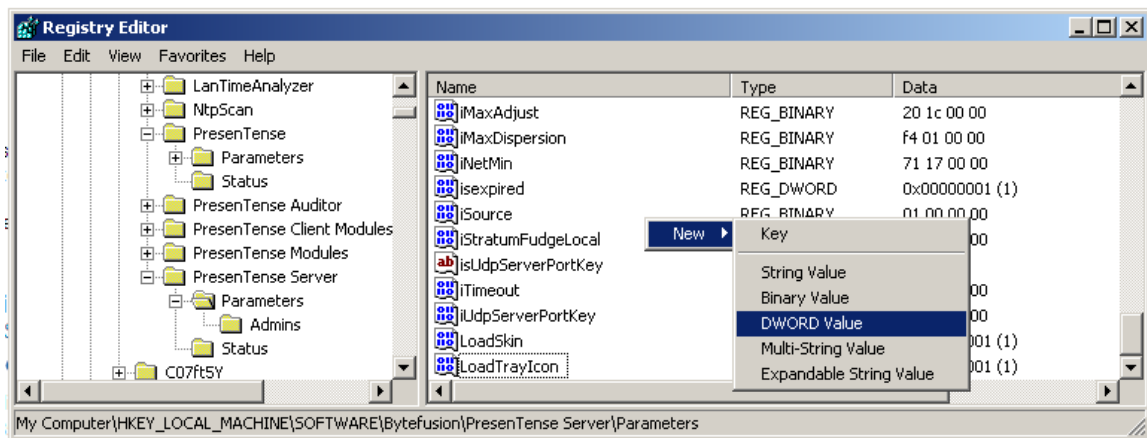 Registry Editor
File Edit View Favorites Help
LanTimeAnalyzer
NtpScan
PresenTense
Parameters
Status
PresenTense Auditor
PresenTense Client Modules
PresenTense Modules
PresenTense Server
Parameters
Admins
Status
C07ft5Y
Name Type Data
iMaxAdjust REG_BINARY 20 1c 00 00
iMaxDispersion REG_BINARY f4 01 00 00
iNetMin REG_BINARY 71 17 00 00
isexpired REG_DWORD 0x00000001 (1)
iSource REG_BINARY 01 00 00 00
iStratumFudgeLocal 00
isUdpServerPortKey
iTimeout 00
iUdpServerPortKey 00
LoadSkin 001 (1)
LoadTrayIcon 001 (1)
New
Key
String Value
Binary Value
DWORD Value
Multi-String Value
Expandable String Value
My Computer\HKEY_LOCAL_MACHINE\SOFTWARE\Bytefusion\PresenTense Server\Parameters